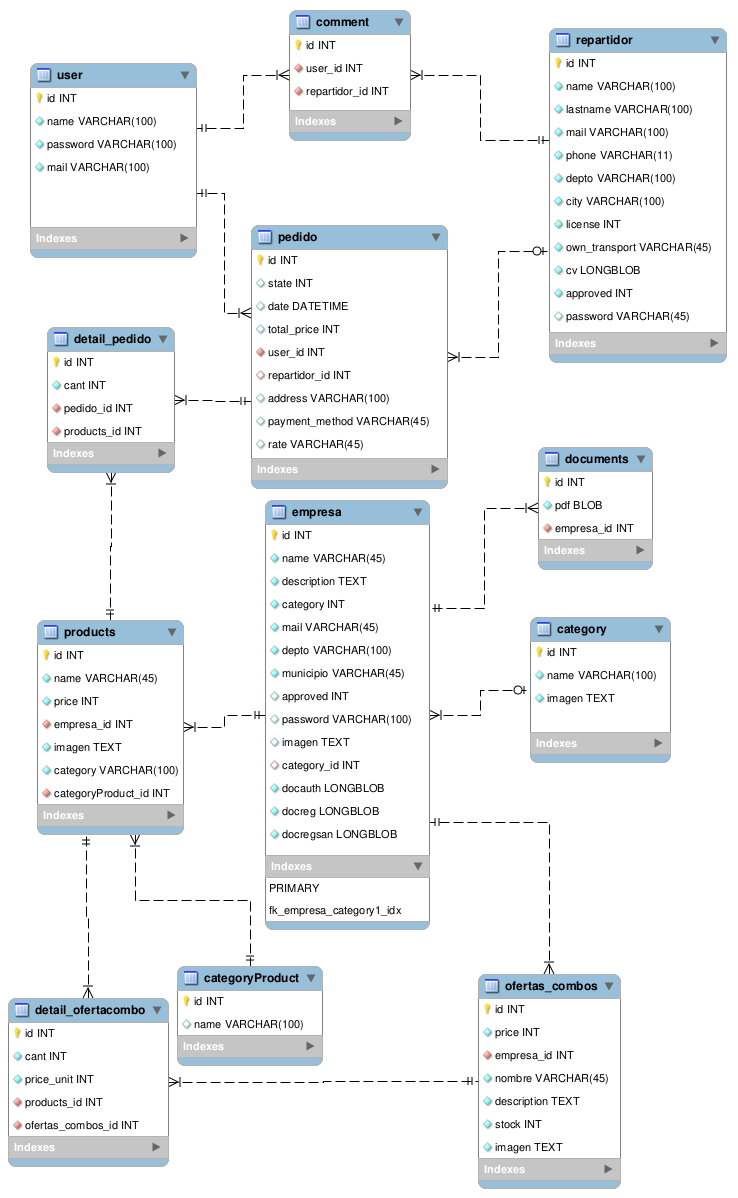 comment
id INT
user_id INT
repartidor_id INT
Indexes
repartidor
id INT
name VARCHAR(100)
lastname VARCHAR(100)
mail VARCHAR(100)
phone VARCHAR(11)
depto VARCHAR(100)
city VARCHAR(100)
license INT
own_transport VARCHAR(45)
cv LONGBLOB
approved INT
password VARCHAR(45)
Indexes
user
id INT
name VARCHAR(100)
password VARCHAR(100)
mail VARCHAR(100)
Indexes
pedido
id INT
state INT
date DATETIME
total_price INT
user_id INT
repartidor_id INT
address VARCHAR(100)
payment_method VARCHAR(45)
rate VARCHAR(45)
Indexes
detail_pedido
id INT
cant INT
pedido_id INT
products_id INT
Indexes
documents
id INT
pdf BLOB
empresa_id INT
Indexes
empresa
id INT
name VARCHAR(45)
description TEXT
category INT
mail VARCHAR(45)
depto VARCHAR(100)
municipio VARCHAR(45)
approved INT
password VARCHAR(100)
imagen TEXT
category_id INT
docauth LONGBLOB
docreg LONGBLOB
docregsan LONGBLOB
Indexes
PRIMARY
fk_empresa_category1_idx
category
id INT
name VARCHAR(100)
imagen TEXT
Indexes
products
id INT
name VARCHAR(45)
price INT
empresa_id INT
imagen TEXT
category VARCHAR(100)
categoryProduct_id INT
Indexes
categoryProduct
id INT
name VARCHAR(100)
Indexes
ofertas_combos
id INT
price INT
empresa_id INT
nombre VARCHAR(45)
description TEXT
stock INT
imagen TEXT
Indexes
detail_ofertacombo
id INT
cant INT
price_unit INT
products_id INT
ofertas_combos_id INT
Indexes